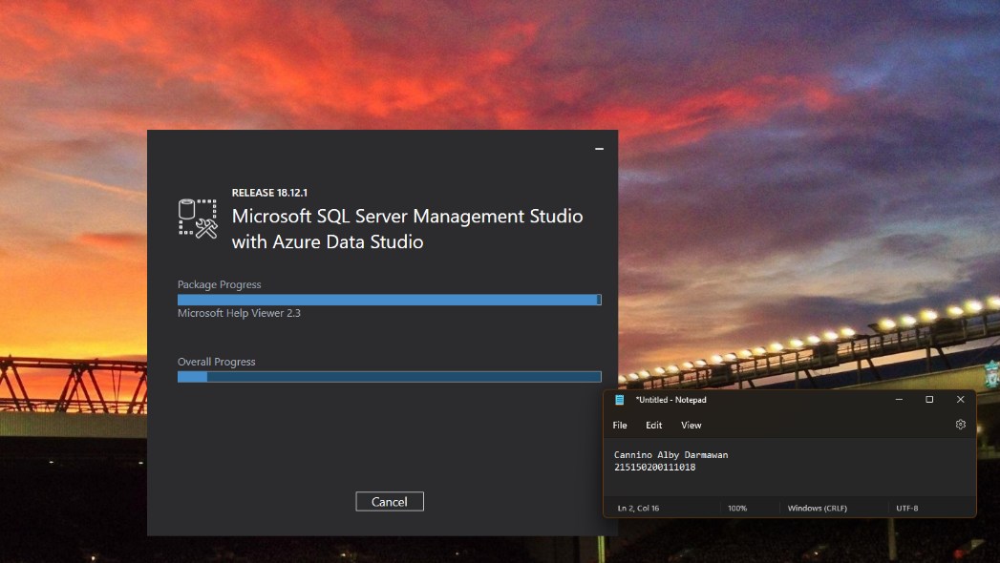 RELEASE 18.12.1
Microsoft SQL Server Management Studio
with Azure Data Studio
Package Progress
Microsoft Help Viewer 2.3
Overall Progress
Cancel
*Untitled - Notepad
File Edit View
Cannino Alby Darmawan
215150200111018
Ln 2, Col 16 100% Windows (CRLF) UTF-8